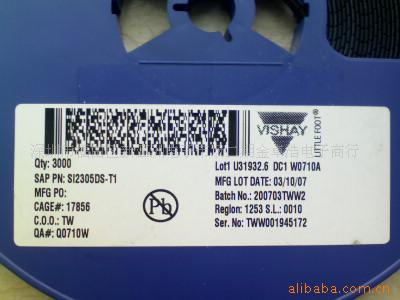 VISHAY
LITTLE FOOT®
Qty: 3000
SAP PN: SI2305DS-T1
MFG PO:
CAGE#: 17856
C.O.O.: TW
QA#: Q0710W
Pb
Lot1 U31932.6 DC1 W0710A
MFG LOT DATE: 03/10/07
Batch No.: 200703TWW2
Region: 1253 S.L.: 0010
Ser. No: TWW001945172
Alibaba.com.cn